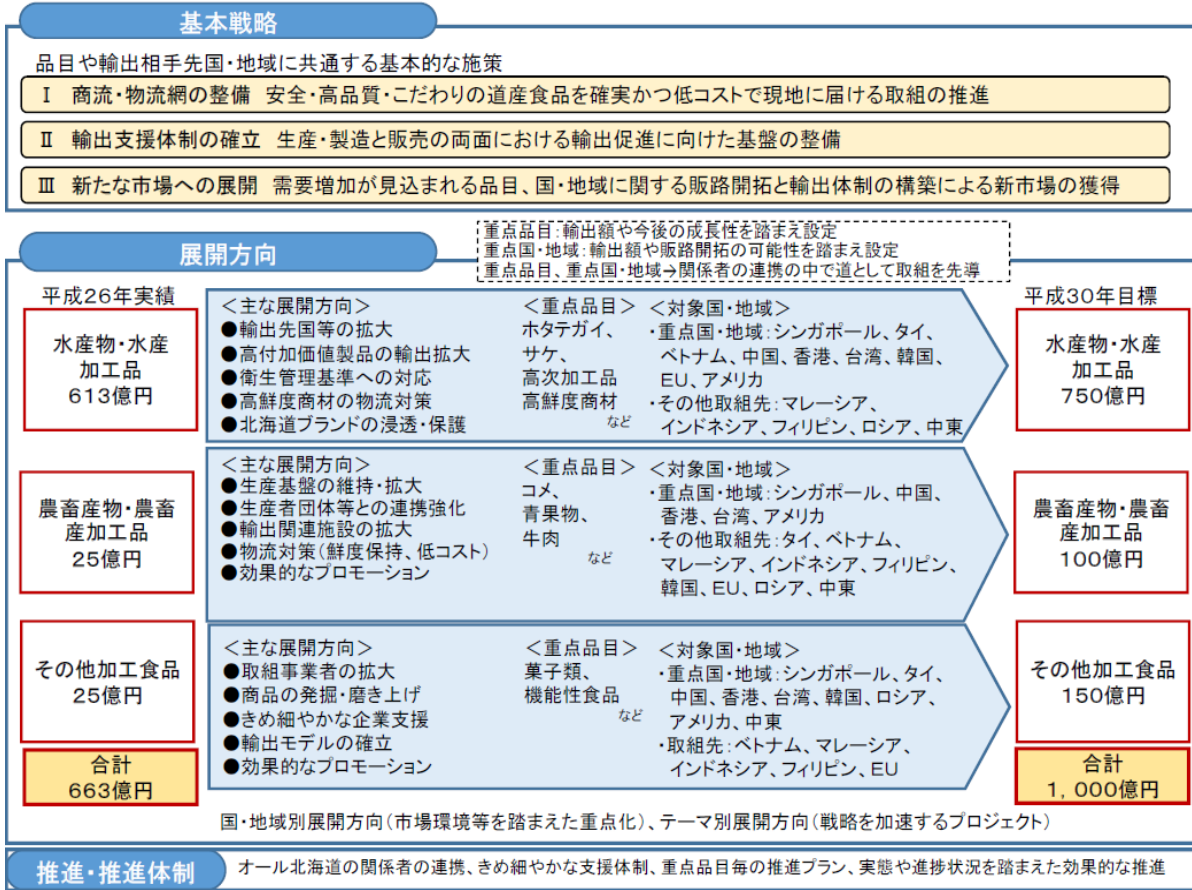 基本戦略
品目や輸出相手先国・地域に共通する基本的な施策
Ⅰ 商流・物流網の整備 安全・高品質・こだわりの道産食品を確実かつ低コストで現地に届ける取組の推進
Ⅱ 輸出支援体制の確立 生産・製造と販売の両面における輸出促進に向けた基盤の整備
Ⅲ 新たな市場への展開 需要増加が見込まれる品目、国・地域に関する販路開拓と輸出体制の構築による新市場の獲得
展開方向
重点品目:輸出額や今後の成長性を踏まえ設定
重点国・地域:輸出額や販路開拓の可能性を踏まえ設定
重点品目、重点国・地域→関係者の連携の中で道として取組を先導
平成26年実績
平成30年目標
水産物・水産
加工品
613億円
<主な展開方向>
●輸出先国等の拡大
●高付加価値製品の輸出拡大
●衛生管理基準への対応
●高鮮度商材の物流対策
●北海道ブランドの浸透・保護
<重点品目>
ホタテガイ、
サケ、
高次加工品
高鮮度商材
など
<対象国・地域>
・重点国・地域:シンガポール、タイ、
ベトナム、中国、香港、台湾、韓国、
EU、アメリカ
・その他取組先:マレーシア、
インドネシア、フィリピン、ロシア、中東
水産物・水産
加工品
750億円
農畜産物・農畜
産加工品
25億円
<主な展開方向>
●生産基盤の維持・拡大
●生産者団体等との連携強化
●輸出関連施設の拡大
●物流対策(鮮度保持、低コスト)
●効果的なプロモーション
<重点品目>
コメ、
青果物、
牛肉
など
<対象国・地域>
・重点国・地域:シンガポール、中国、
香港、台湾、アメリカ
・その他取組先:タイ、ベトナム、
マレーシア、インドネシア、フィリピン、
韓国、EU、ロシア、中東
農畜産物・農畜
産加工品
100億円
その他加工食品
25億円
<主な展開方向>
●取組事業者の拡大
●商品の発掘・磨き上げ
●きめ細やかな企業支援
●輸出モデルの確立
●効果的なプロモーション
<重点品目>
菓子類、
機能性食品
など
<対象国・地域>
・重点国・地域:シンガポール、タイ、
中国、香港、台湾、韓国、ロシア、
アメリカ、中東
・取組先:ベトナム、マレーシア、
インドネシア、フィリピン、EU
その他加工食品
150億円
合計
663億円
合計
1,000億円
国・地域別展開方向(市場環境等を踏まえた重点化)、テーマ別展開方向(戦略を加速するプロジェクト)
推進・推進体制
オール北海道の関係者の連携、きめ細やかな支援体制、重点品目毎の推進プラン、実態や進捗状況を踏まえた効果的な推進